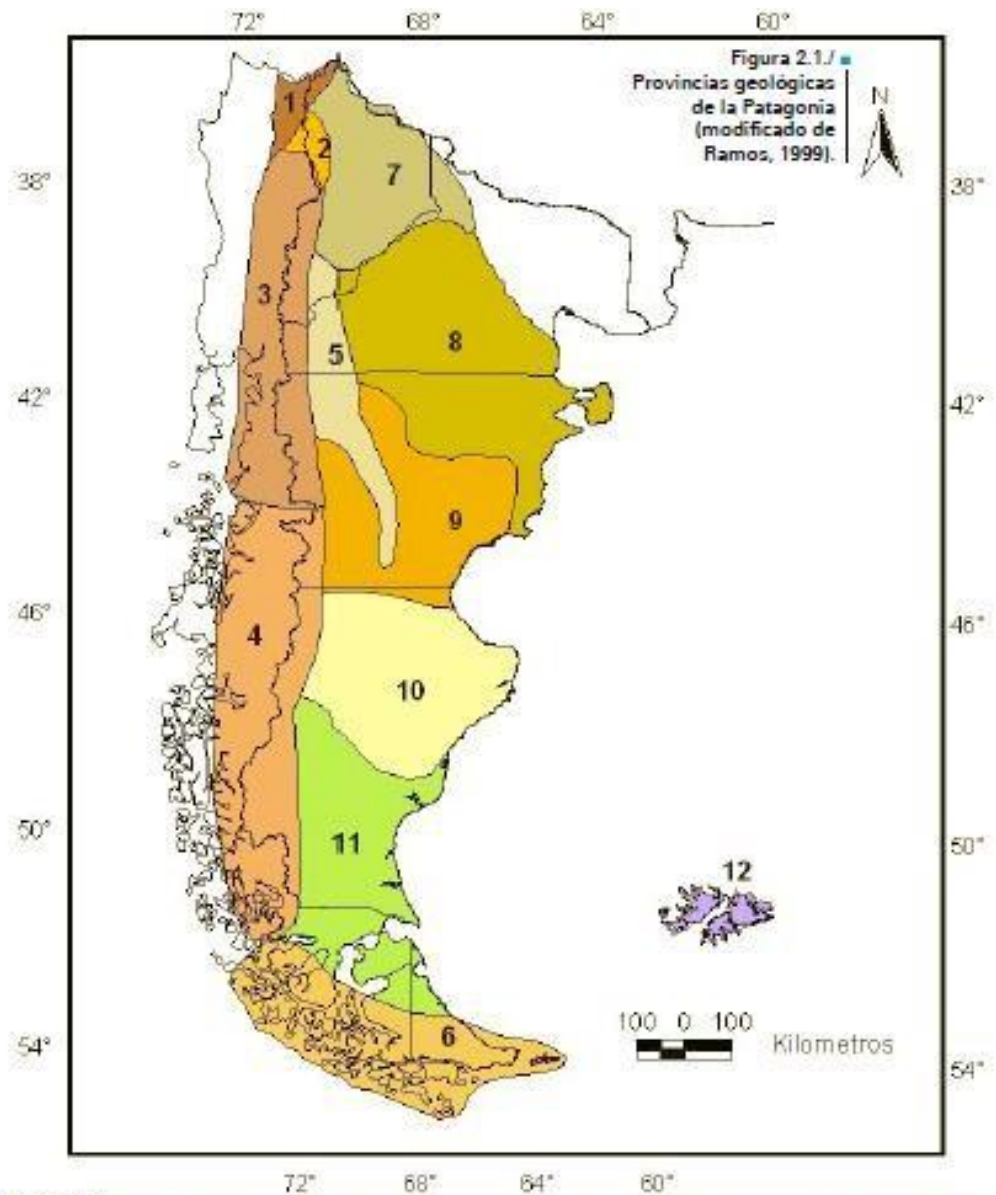 72° 68° 64° 60°
Figura 2.1./
Provincias geológicas
de la Patagonia
(modificado de
Ramos, 1999).
N
1
2
7
38° 38°
3
5
8
42° 42°
9
46° 46°
4
10
50° 50°
11
12
6
100 0 100
Kilometros
54° 54°
72° 68° 64° 60°